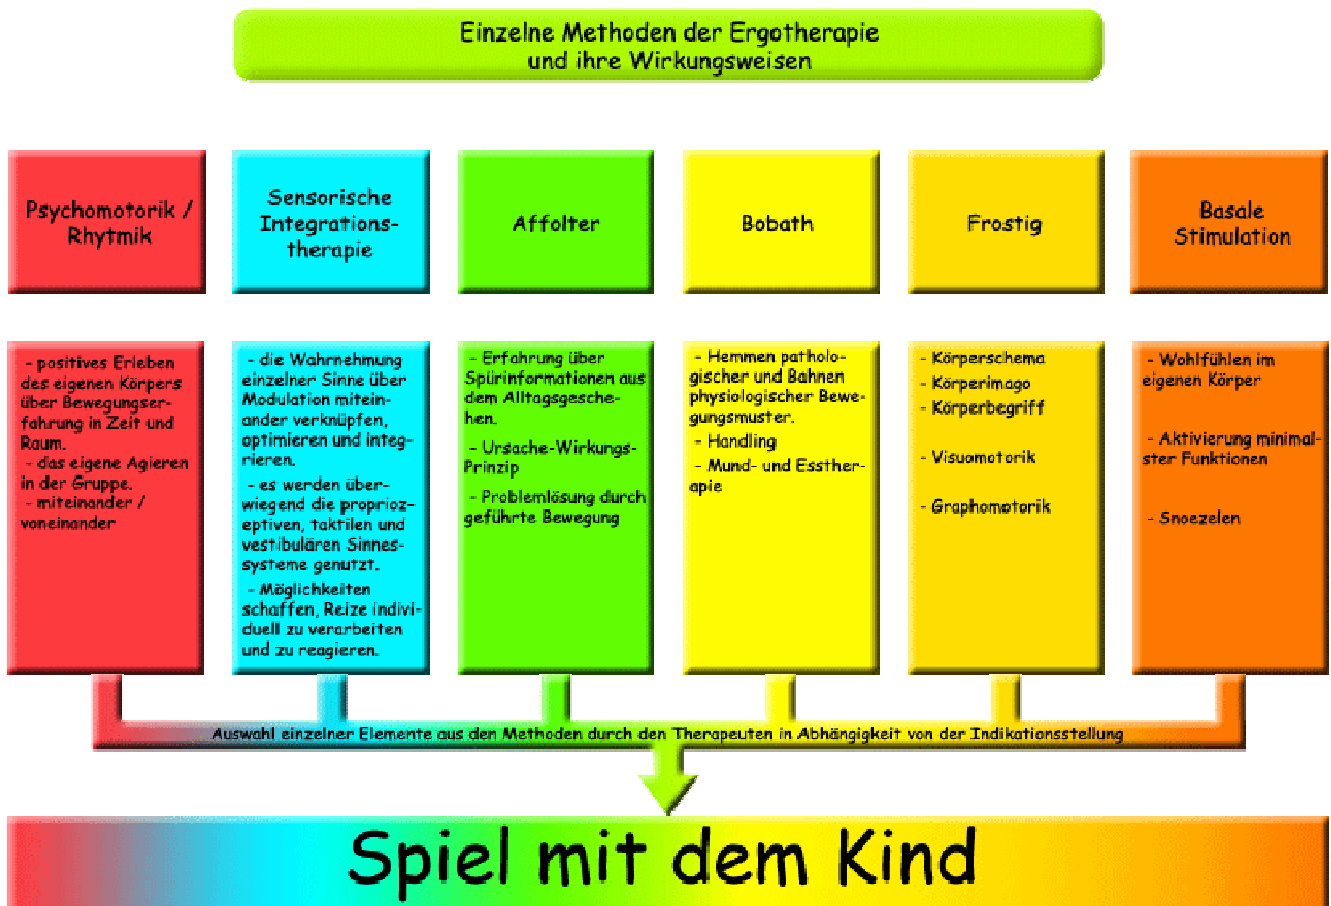 Einzelne Methoden der Ergotherapie
und ihre Wirkungsweisen
Psychomotorik /
Rhytmik
Sensorische
Integrations-
therapie
Affolter
Bobath
Frostig
Basale
Stimulation
- positives Erleben
des eigenen Körpers
über Bewegungser-
fahrung in Zeit und
Raum.
- das eigene Agieren
in der Gruppe.
- miteinander /
voneinander
- die Wahrnehmung
einzelner Sinne über
Modulation mitein-
ander verknüpfen,
optimieren und integ-
rieren.
- es werden über-
wiegend die proprioz-
eptiven, taktilen und
vestibulären Sinnes-
systeme genutzt.
- Möglichkeiten
schaffen, Reize indivi-
duell zu verarbeiten
und zu reagieren.
- Erfahrung über
Spürinformationen aus
dem Alltagsgesche-
hen.
- Ursache-Wirkungs-
Prinzip
- Problemlösung durch
geführte Bewegung
- Hemmen patholo-
gischer und Bahnen
physiologischer Bewe-
gungsmuster.
- Handling
- Mund- und Essther-
apie
- Körperschema
- Körperimago
- Körperbegriff
- Visuomotorik
- Graphomotorik
- Wohlfühlen im
eigenen Körper
- Aktivierung minimal-
ster Funktionen
- Snoezelen
Auswahl einzelner Elemente aus den Methoden durch den Therapeuten in Abhängigkeit von der Indikationsstellung
Spiel mit dem Kind